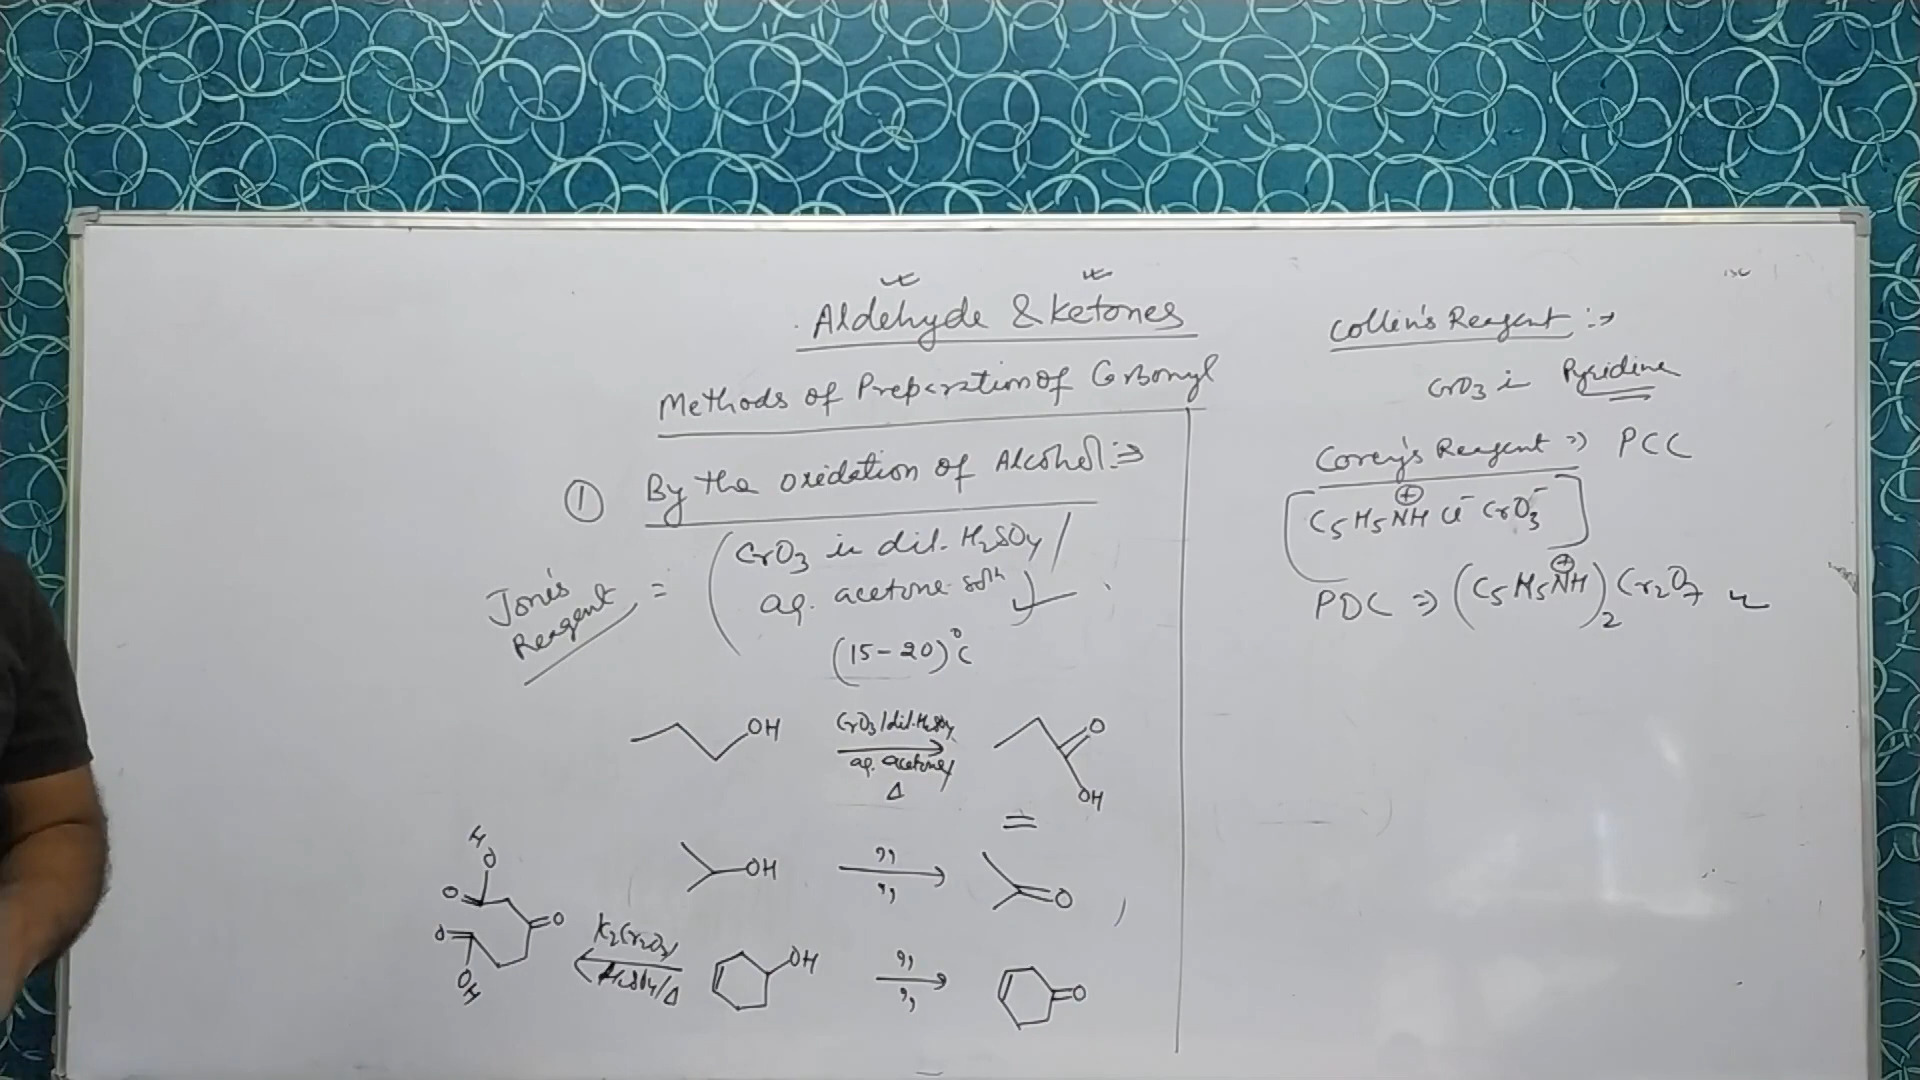 Aldehyde & Ketones
Methods of Preparation of Carbonyl
① By the oxidation of Alcohol :⇒
Jone's Reagent = ( CrO3 in dil. H2SO4 /
aq. acetone soln )
(15-20)°C
OH CrO3/dil. H2SO4 O
aq. acetone/ OH
Δ
OH ,, O
,,
H O O O O OH
K2Cr2O7/
H2SO4/Δ
OH ,, O
,,
Collin's Reagent :→
CrO3 in Pyridine
Corey's Reagent ⇒ PCC
[C5H5N⊕H Cl⁻ CrO3⁻]
PDC ⇒ (C5H5N⊕H)2 Cr2O7